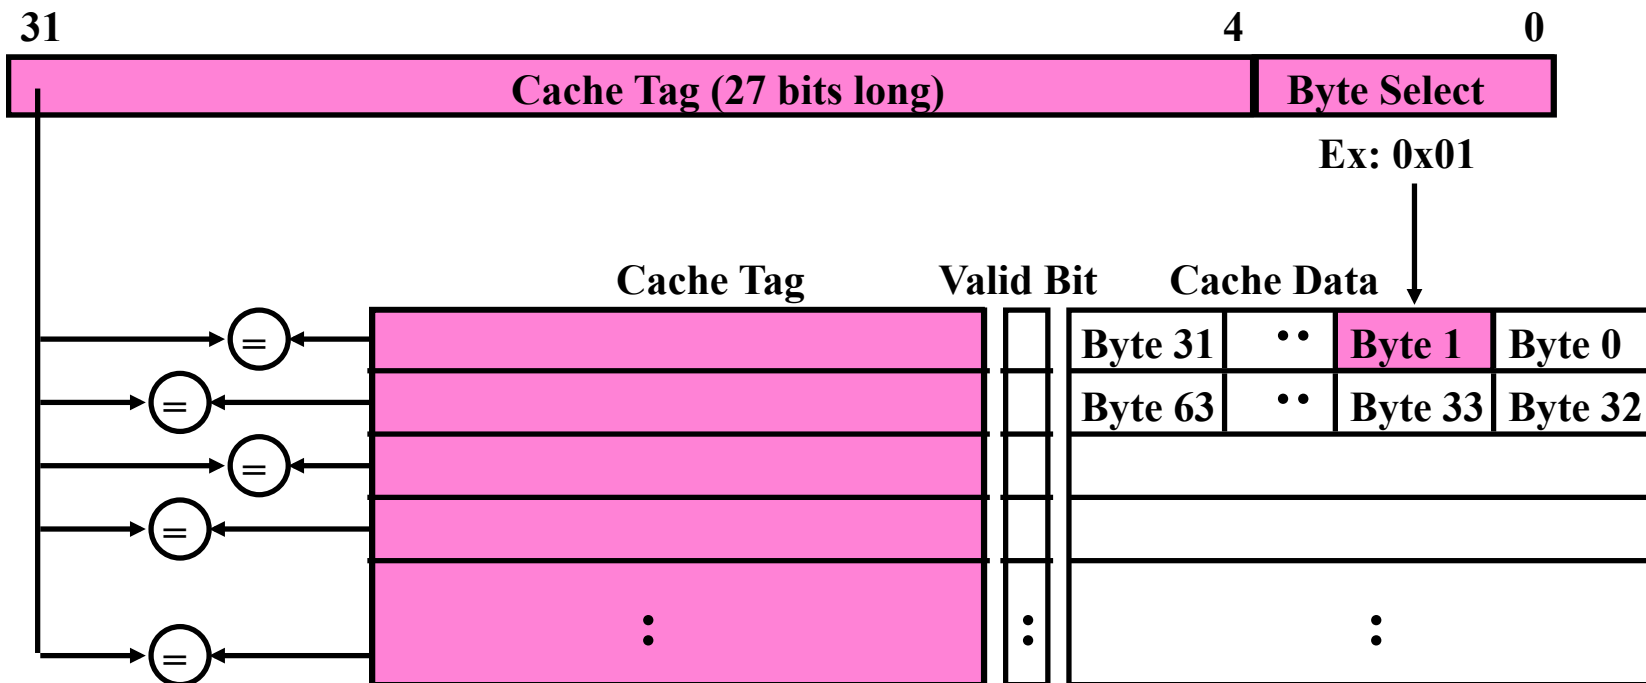 31 4 0
Cache Tag (27 bits long) Byte Select
Ex: 0x01
Cache Tag Valid Bit Cache Data
= Byte 31 ·· Byte 1 Byte 0
= Byte 63 ·· Byte 33 Byte 32
=
=
: : :
=